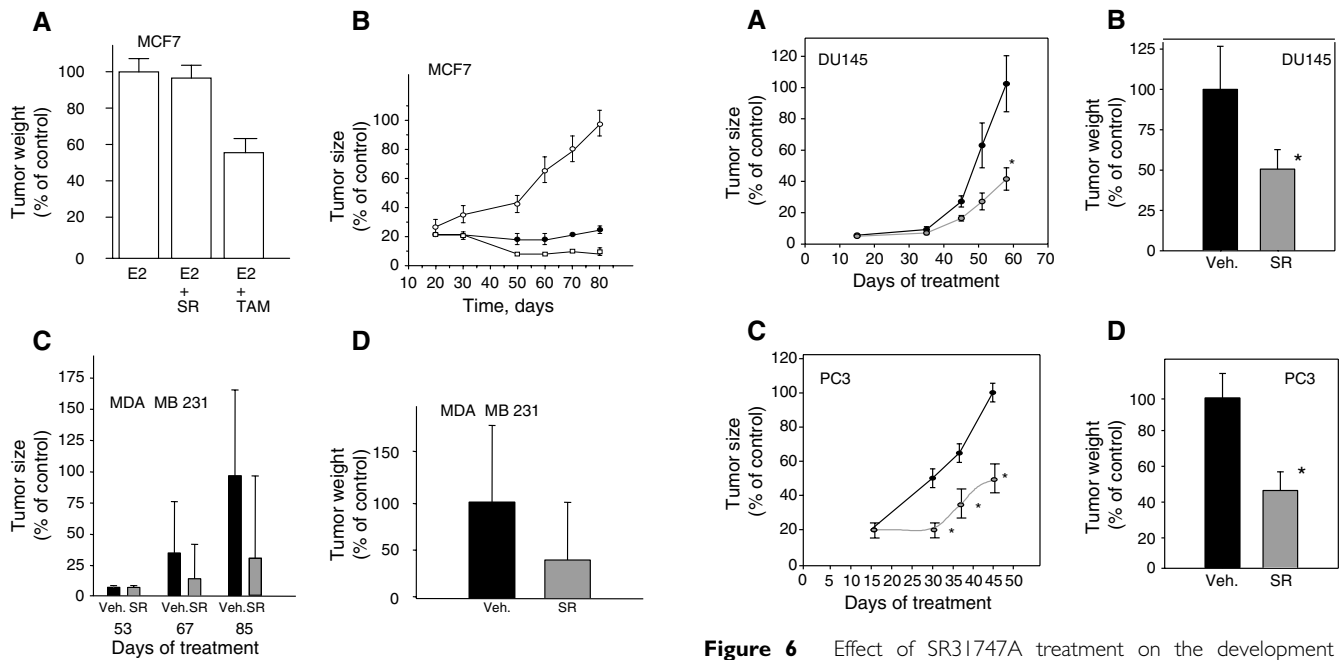 A
MCF7
Tumor weight
(% of control)
100
80
60
40
20
0
E2
E2
+
SR
E2
+
TAM
B
MCF7
Tumor size
(% of control)
100
80
60
40
20
0
10 20 30 40 50 60 70 80
Time, days
C
MDA MB 231
Tumor size
(% of control)
175
150
125
100
75
50
25
0
Veh. SR Veh.SR Veh.SR
53 67 85
Days of treatment
D
MDA MB 231
Tumor weight
(% of control)
150
100
50
0
Veh. SR
A
DU145
Tumor size
(% of control)
120
100
80
60
40
20
0
*
0 10 20 30 40 50 60 70
Days of treatment
B
DU145
Tumor weight
(% of control)
125
100
75
50
25
0
*
Veh. SR
C
PC3
Tumor size
(% of control)
120
100
80
60
40
20
0
* * *
0 5 1015 20 25 30 35 40 45 50
Days of treatment
D
PC3
Tumor weight
(% of control)
100
80
60
40
20
0
*
Veh. SR
Figure 6 Effect of SR31747A treatment on the development